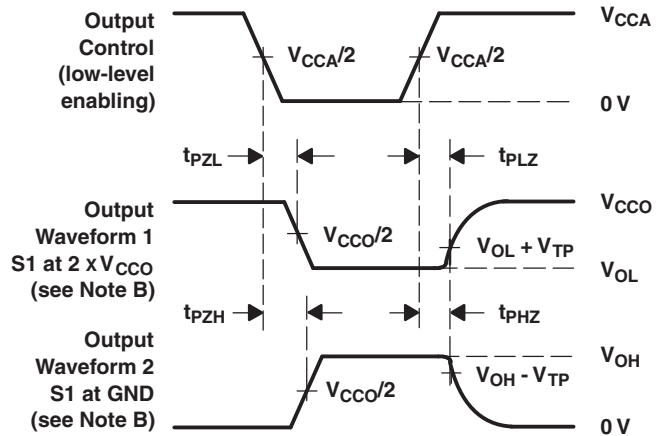 Output
Control
(low-level
enabling)
V_CCA/2
V_CCA/2
V_CCA
0 V
t_PZL
t_PLZ
Output
Waveform 1
S1 at 2 x V_CCO
(see Note B)
V_CCO/2
V_CCO
V_OL + V_TP
V_OL
t_PZH
t_PHZ
Output
Waveform 2
S1 at GND
(see Note B)
V_CCO/2
V_OH
V_OH - V_TP
0 V